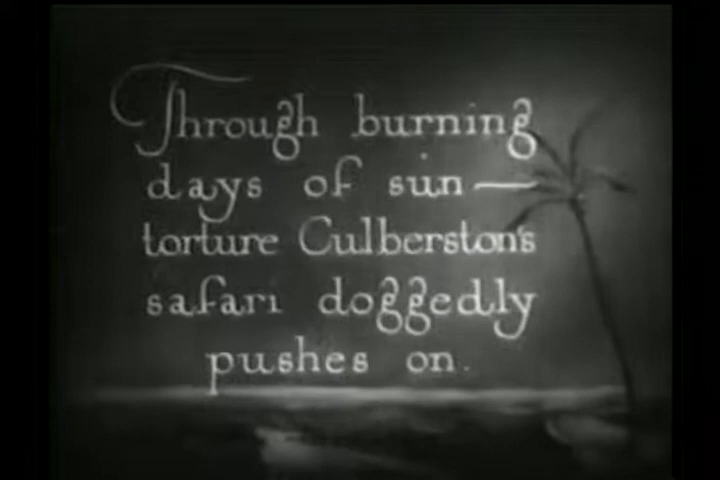 Through burning
days of sun—
torture Culberston's
safari doggedly
pushes on.